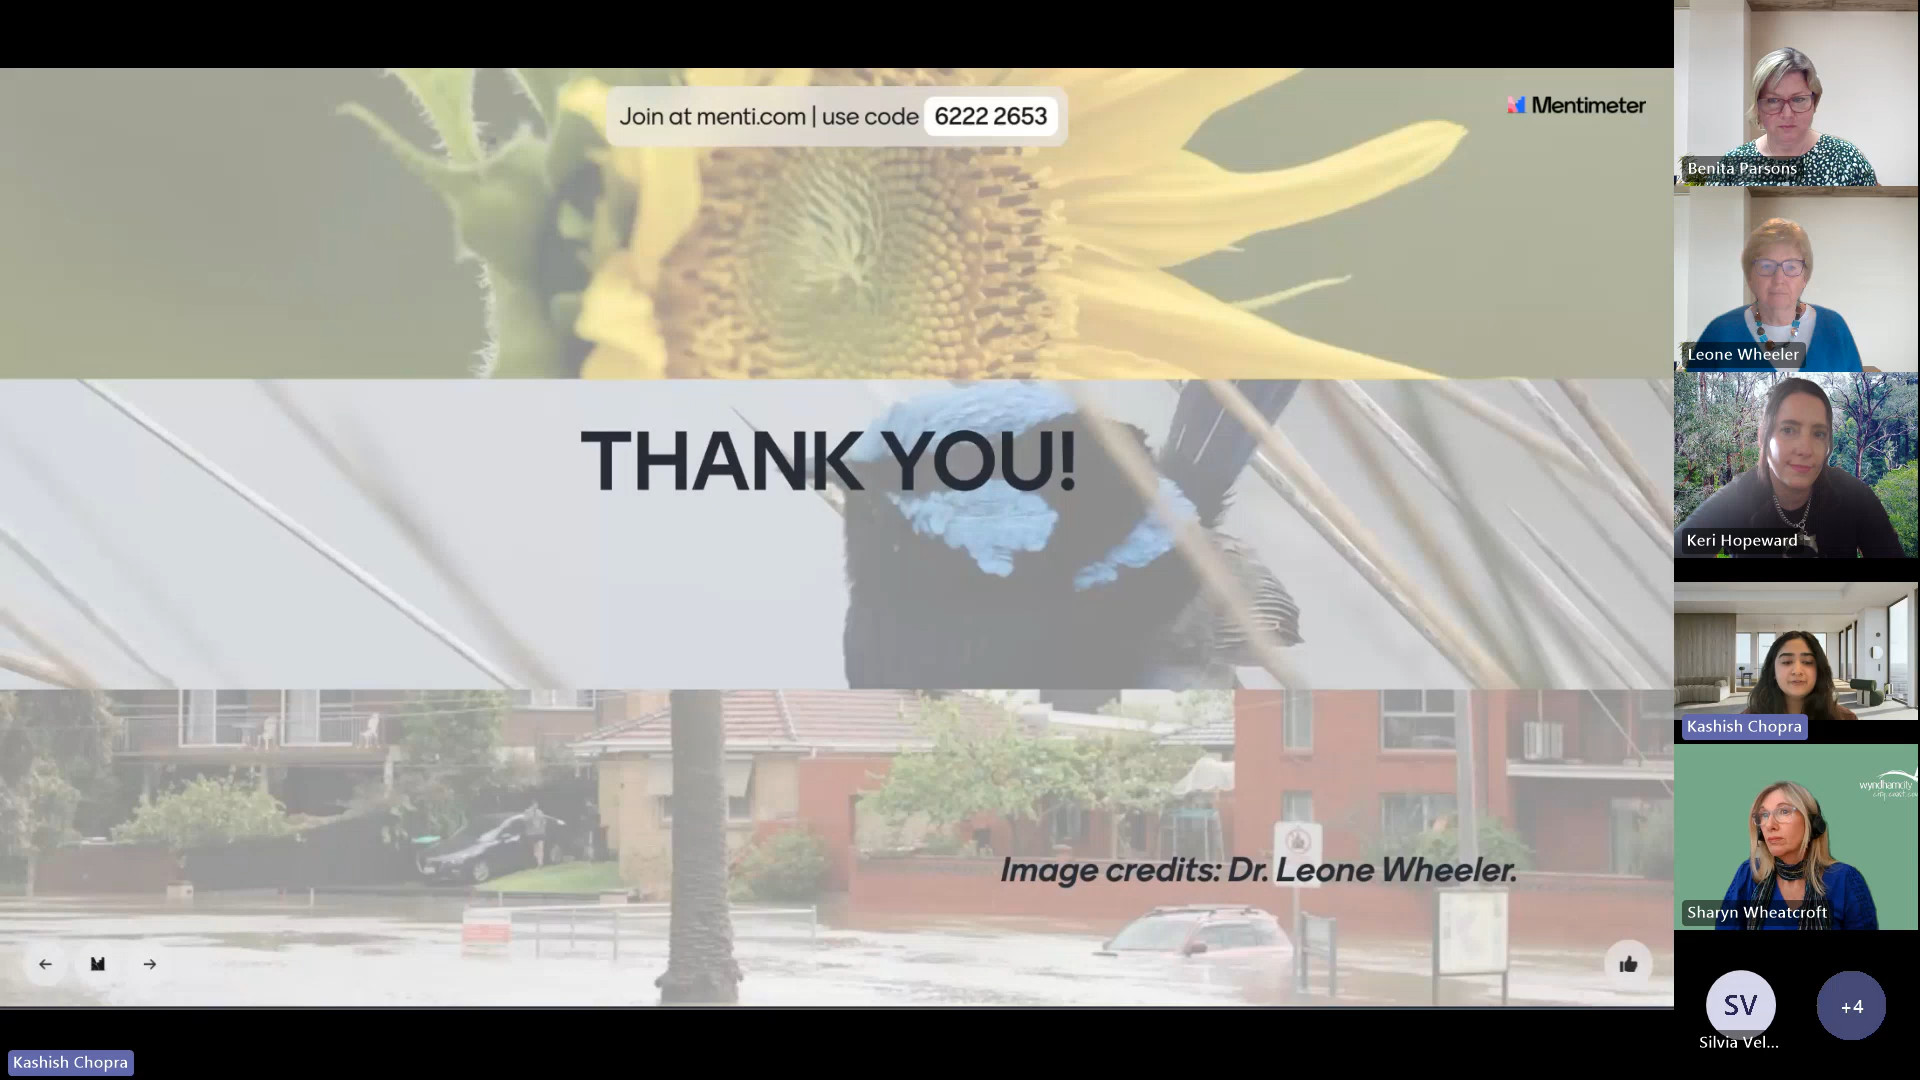 Join at menti.com | use code 6222 2653
Mentimeter
THANK YOU!
Image credits: Dr. Leone Wheeler.
Kashish Chopra
Benita Parsons
Leone Wheeler
Keri Hopeward
Kashish Chopra
wyndhamcity
Sharyn Wheatcroft
SV
Silvia Vel...
+4